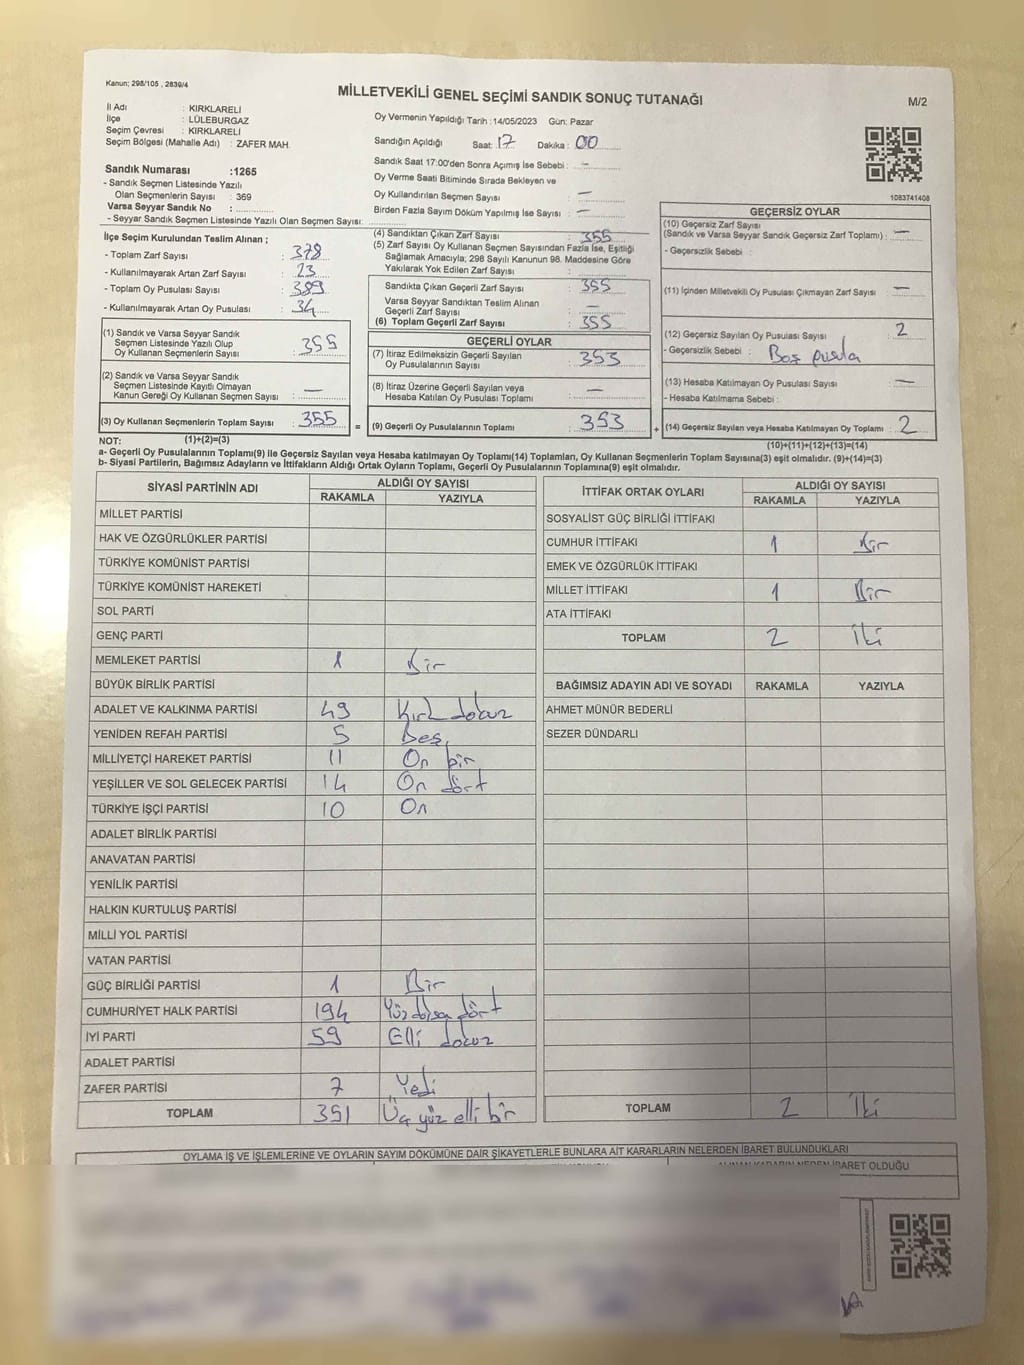 Kanun; 298/105 , 2839/4
MİLLETVEKİLİ GENEL SEÇİMİ SANDIK SONUÇ TUTANAĞI
M/2
İl Adı : KIRKLARELİ
İlçe : LÜLEBURGAZ
Seçim Çevresi : KIRKLARELİ
Seçim Bölgesi (Mahalle Adı) : ZAFER MAH.
Sandık Numarası :1265
- Sandık Seçmen Listesinde Yazılı
Olan Seçmenlerin Sayısı : 369
Varsa Seyyar Sandık No :
- Seyyar Sandık Seçmen Listesinde Yazılı Olan Seçmen Sayısı:
Oy Vermenin Yapıldığı Tarih :14/05/2023 Gün: Pazar
Sandığın Açıldığı Saat: 17 Dakika : 00
Sandık Saat 17:00'den Sonra Açımış İse Sebebi : —
Oy Verme Saati Bitiminde Sırada Bekleyen ve
Oy Kullandırılan Seçmen Sayısı : —
Birden Fazla Sayım Döküm Yapılmış İse Sayısı : —
1083741408
İlçe Seçim Kurulundan Teslim Alınan ;
- Toplam Zarf Sayısı : 378
- Kullanılmayarak Artan Zarf Sayısı : 23
- Toplam Oy Pusulası Sayısı : 389
- Kullanılmayarak Artan Oy Pusulası : 34
(1) Sandık ve Varsa Seyyar Sandık
Seçmen Listesinde Yazılı Olup
Oy Kullanan Seçmenlerin Sayısı : 355
(2) Sandık ve Varsa Seyyar Sandık
Seçmen Listesinde Kayıtlı Olmayan
Kanun Gereği Oy Kullanan Seçmen Sayısı : —
(3) Oy Kullanan Seçmenlerin Toplam Sayısı : 355 =
(4) Sandıktan Çıkan Zarf Sayısı : 355
(5) Zarf Sayısı Oy Kullanan Seçmen Sayısından Fazla İse, Eşitliği
Sağlamak Amacıyla; 298 Sayılı Kanunun 98. Maddesine Göre
Yakılarak Yok Edilen Zarf Sayısı :
Sandıkta Çıkan Geçerli Zarf Sayısı : 355
Varsa Seyyar Sandıktan Teslim Alınan
Geçerli Zarf Sayısı : —
(6) Toplam Geçerli Zarf Sayısı : 355
GEÇERLİ OYLAR
(7) İtiraz Edilmeksizin Geçerli Sayılan
Oy Pusulalarının Sayısı : 353
(8) İtiraz Üzerine Geçerli Sayılan veya
Hesaba Katılan Oy Pusulası Toplamı : —
(9) Geçerli Oy Pusulalarının Toplamı : 353 +
GEÇERSİZ OYLAR
(10) Geçersiz Zarf Sayısı
(Sandık ve Varsa Seyyar Sandık Geçersiz Zarf Toplamı) : —
- Geçersizlik Sebebi :
(11) İçinden Milletvekili Oy Pusulası Çıkmayan Zarf Sayısı : —
(12) Geçersiz Sayılan Oy Pusulası Sayısı : 2
- Geçersizlik Sebebi : Boş pusula
(13) Hesaba Katılmayan Oy Pusulası Sayısı : —
- Hesaba Katılmama Sebebi :
(14) Geçersiz Sayılan veya Hesaba Katılmayan Oy Toplamı : 2
NOT: (1)+(2)=(3) (10)+(11)+(12)+(13)=(14)
a- Geçerli Oy Pusulalarının Toplamı(9) ile Geçersiz Sayılan veya Hesaba katılmayan Oy Toplamı(14) Toplamları, Oy Kullanan Seçmenlerin Toplam Sayısına(3) eşit olmalıdır. (9)+(14)=(3)
b- Siyasi Partilerin, Bağımsız Adayların ve İttifakların Aldığı Ortak Oyların Toplamı, Geçerli Oy Pusulalarının Toplamına(9) eşit olmalıdır.
SİYASİ PARTİNİN ADI ALDIĞI OY SAYISI
RAKAMLA YAZIYLA
MİLLET PARTİSİ
HAK VE ÖZGÜRLÜKLER PARTİSİ
TÜRKİYE KOMÜNİST PARTİSİ
TÜRKİYE KOMÜNİST HAREKETİ
SOL PARTİ
GENÇ PARTİ
MEMLEKET PARTİSİ 1 Bir
BÜYÜK BİRLİK PARTİSİ
ADALET VE KALKINMA PARTİSİ 49 Kırk dokuz
YENİDEN REFAH PARTİSİ 5 Beş
MİLLİYETÇİ HAREKET PARTİSİ 11 On bir
YEŞİLLER VE SOL GELECEK PARTİSİ 14 On dört
TÜRKİYE İŞÇİ PARTİSİ 10 On
ADALET BİRLİK PARTİSİ
ANAVATAN PARTİSİ
YENİLİK PARTİSİ
HALKIN KURTULUŞ PARTİSİ
MİLLİ YOL PARTİSİ
VATAN PARTİSİ
GÜÇ BİRLİĞİ PARTİSİ 1 Bir
CUMHURİYET HALK PARTİSİ 194 Yüz doksan dört
İYİ PARTİ 59 Elli dokuz
ADALET PARTİSİ
ZAFER PARTİSİ 7 Yedi
TOPLAM 351 Üç yüz elli bir
İTTİFAK ORTAK OYLARI ALDIĞI OY SAYISI
RAKAMLA YAZIYLA
SOSYALİST GÜÇ BİRLİĞİ İTTİFAKI
CUMHUR İTTİFAKI 1 Bir
EMEK VE ÖZGÜRLÜK İTTİFAKI
MİLLET İTTİFAKI 1 Bir
ATA İTTİFAKI
TOPLAM 2 İki
BAĞIMSIZ ADAYIN ADI VE SOYADI RAKAMLA YAZIYLA
AHMET MÜNÜR BEDERLİ
SEZER DÜNDARLI
TOPLAM 2 İki
OYLAMA İŞ VE İŞLEMLERİNE VE OYLARIN SAYIM DÖKÜMÜNE DAİR ŞİKAYETLERLE BUNLARA AİT KARARLARIN NELERDEN İBARET BULUNDUKLARI
ALINAN KARARIN NEDEN İBARET OLDUĞU